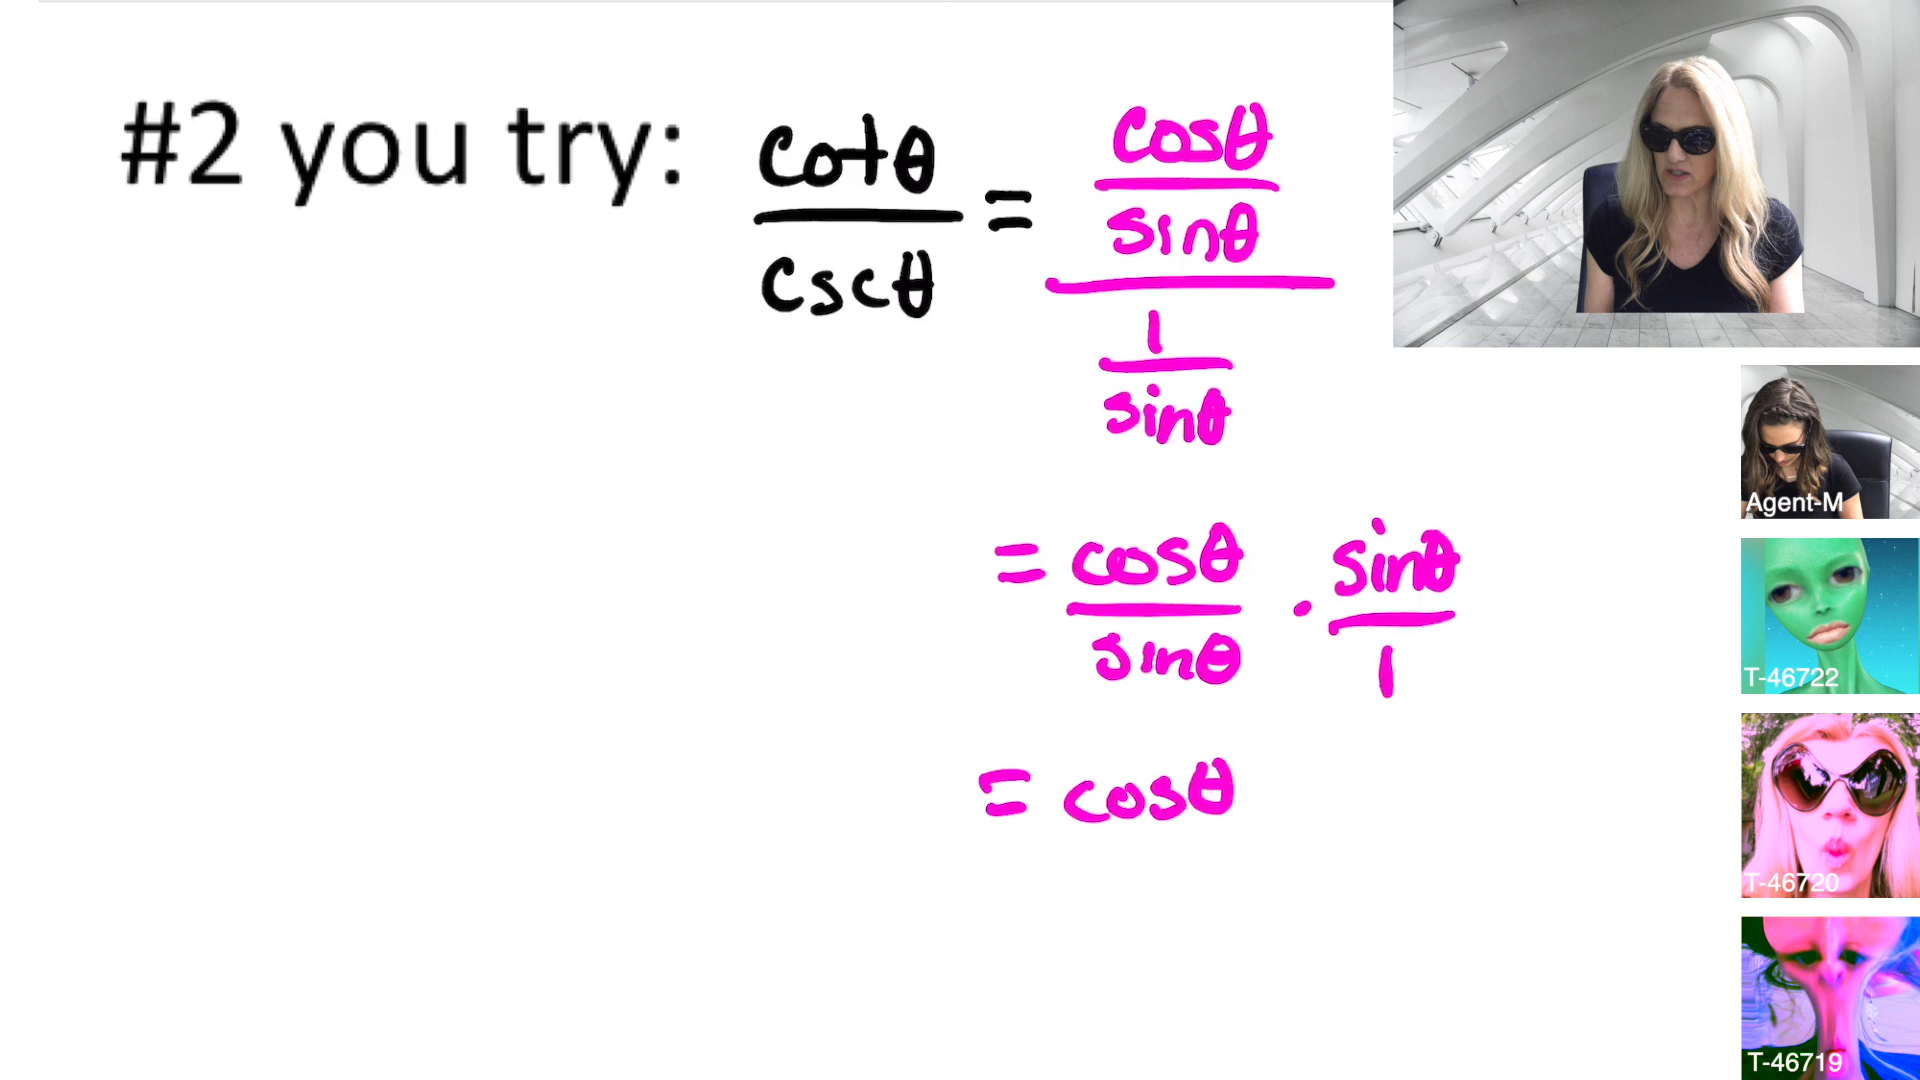 #2 you try:
cotθ
cscθ
=
cosθ
sinθ
1
sinθ
= cosθ
sinθ
· sinθ
1
= cosθ
Agent-M
T-46722
T-46720
T-46719